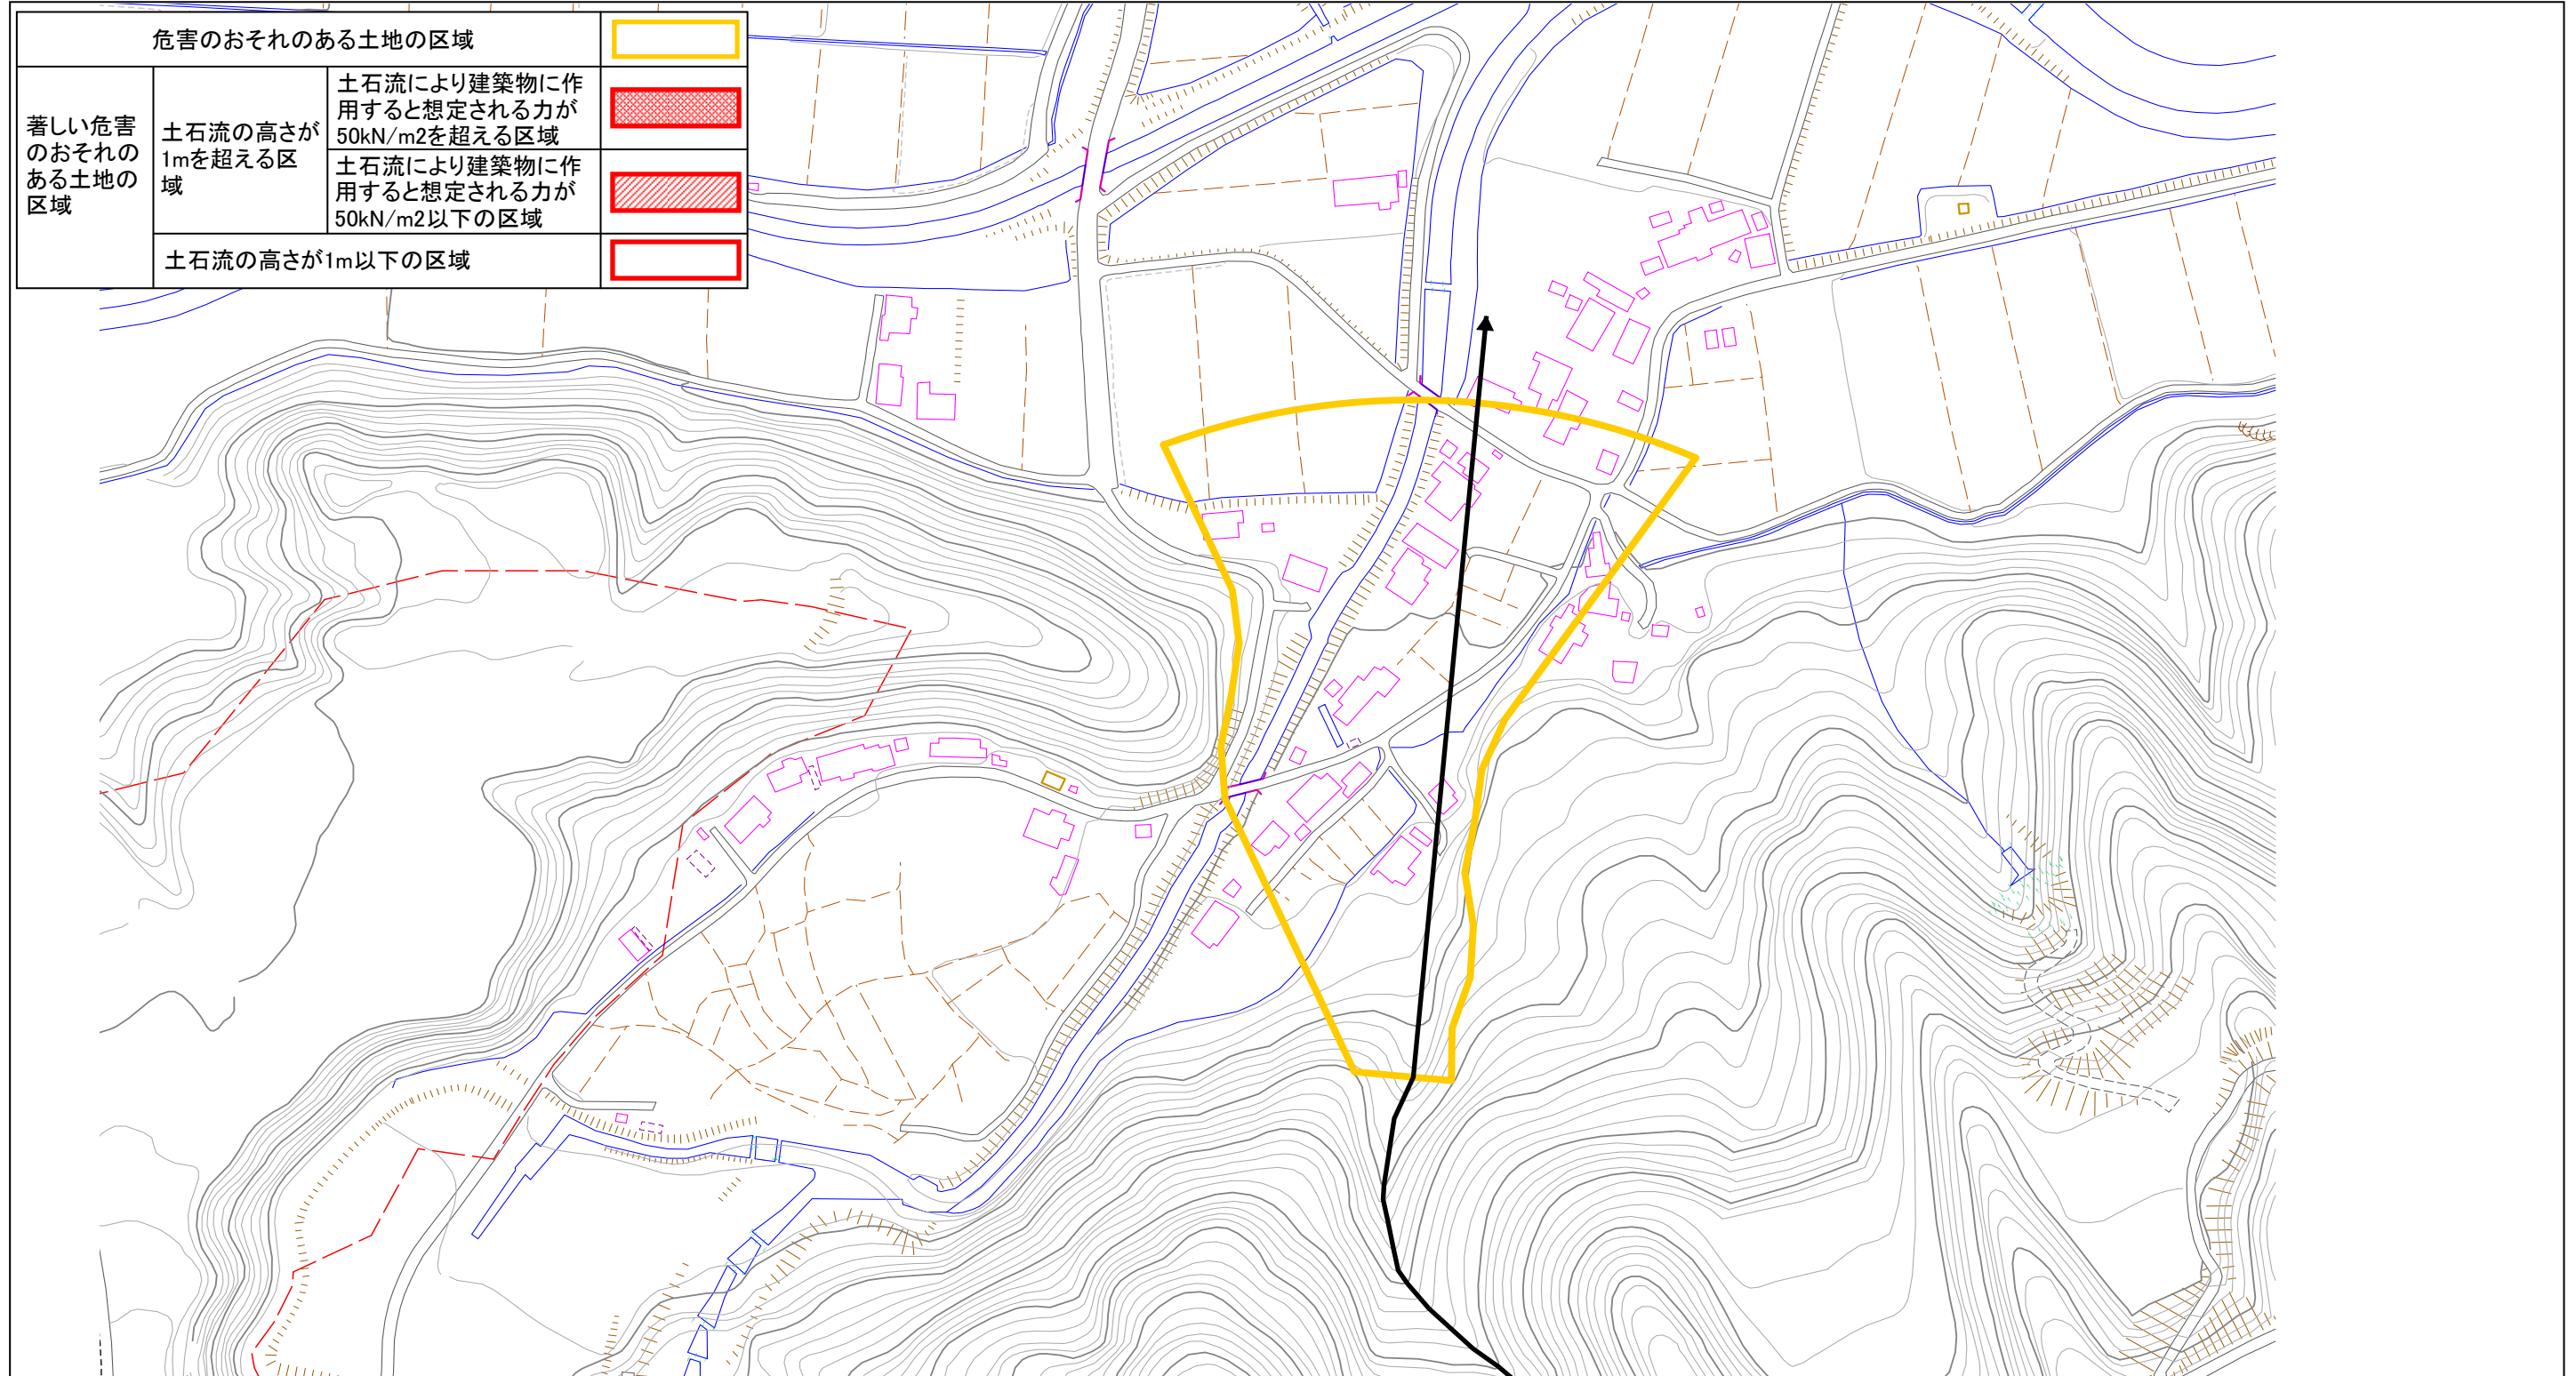 危害のおそれのある土地の区域
著しい危害
のおそれの
ある土地の
区域
土石流の高さが
1mを超える区
域
土石流により建築物に作
用すると想定される力が
50kN/m2を超える区域
土石流により建築物に作
用すると想定される力が
50kN/m2以下の区域
土石流の高さが1m以下の区域